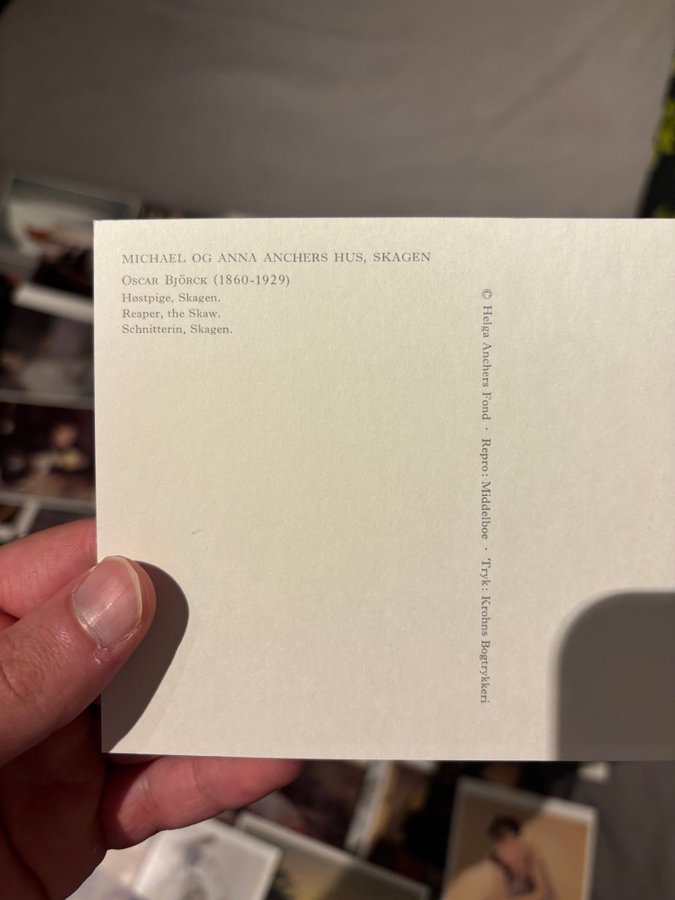 MICHAEL OG ANNA ANCHERS HUS, SKAGEN
OSCAR BJÖRCK (1860-1929)
Høstpige, Skagen.
Reaper, the Skaw.
Schnitterin, Skagen.
© Helga Anchers Fond · Repro: Middelboe · Tryk: Krohns Bogtrykkeri